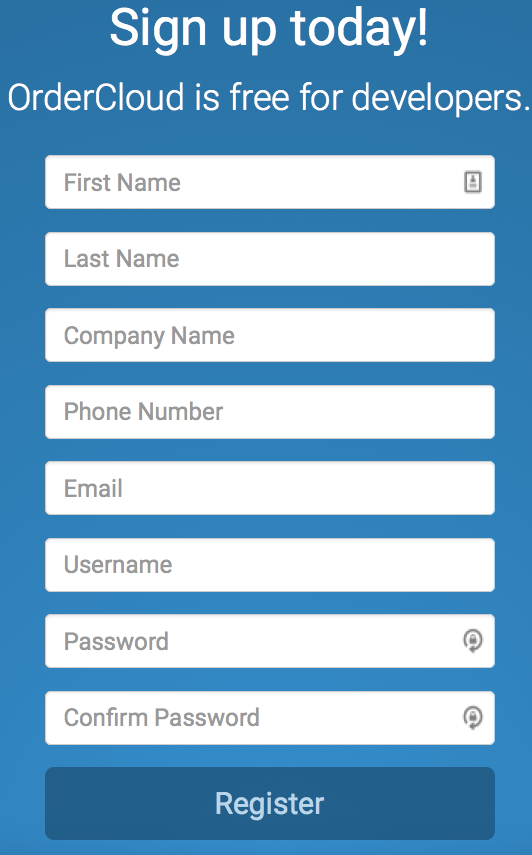 Sign up today!
OrderCloud is free for developers.
First Name
Last Name
Company Name
Phone Number
Email
Username
Password
Confirm Password
Register